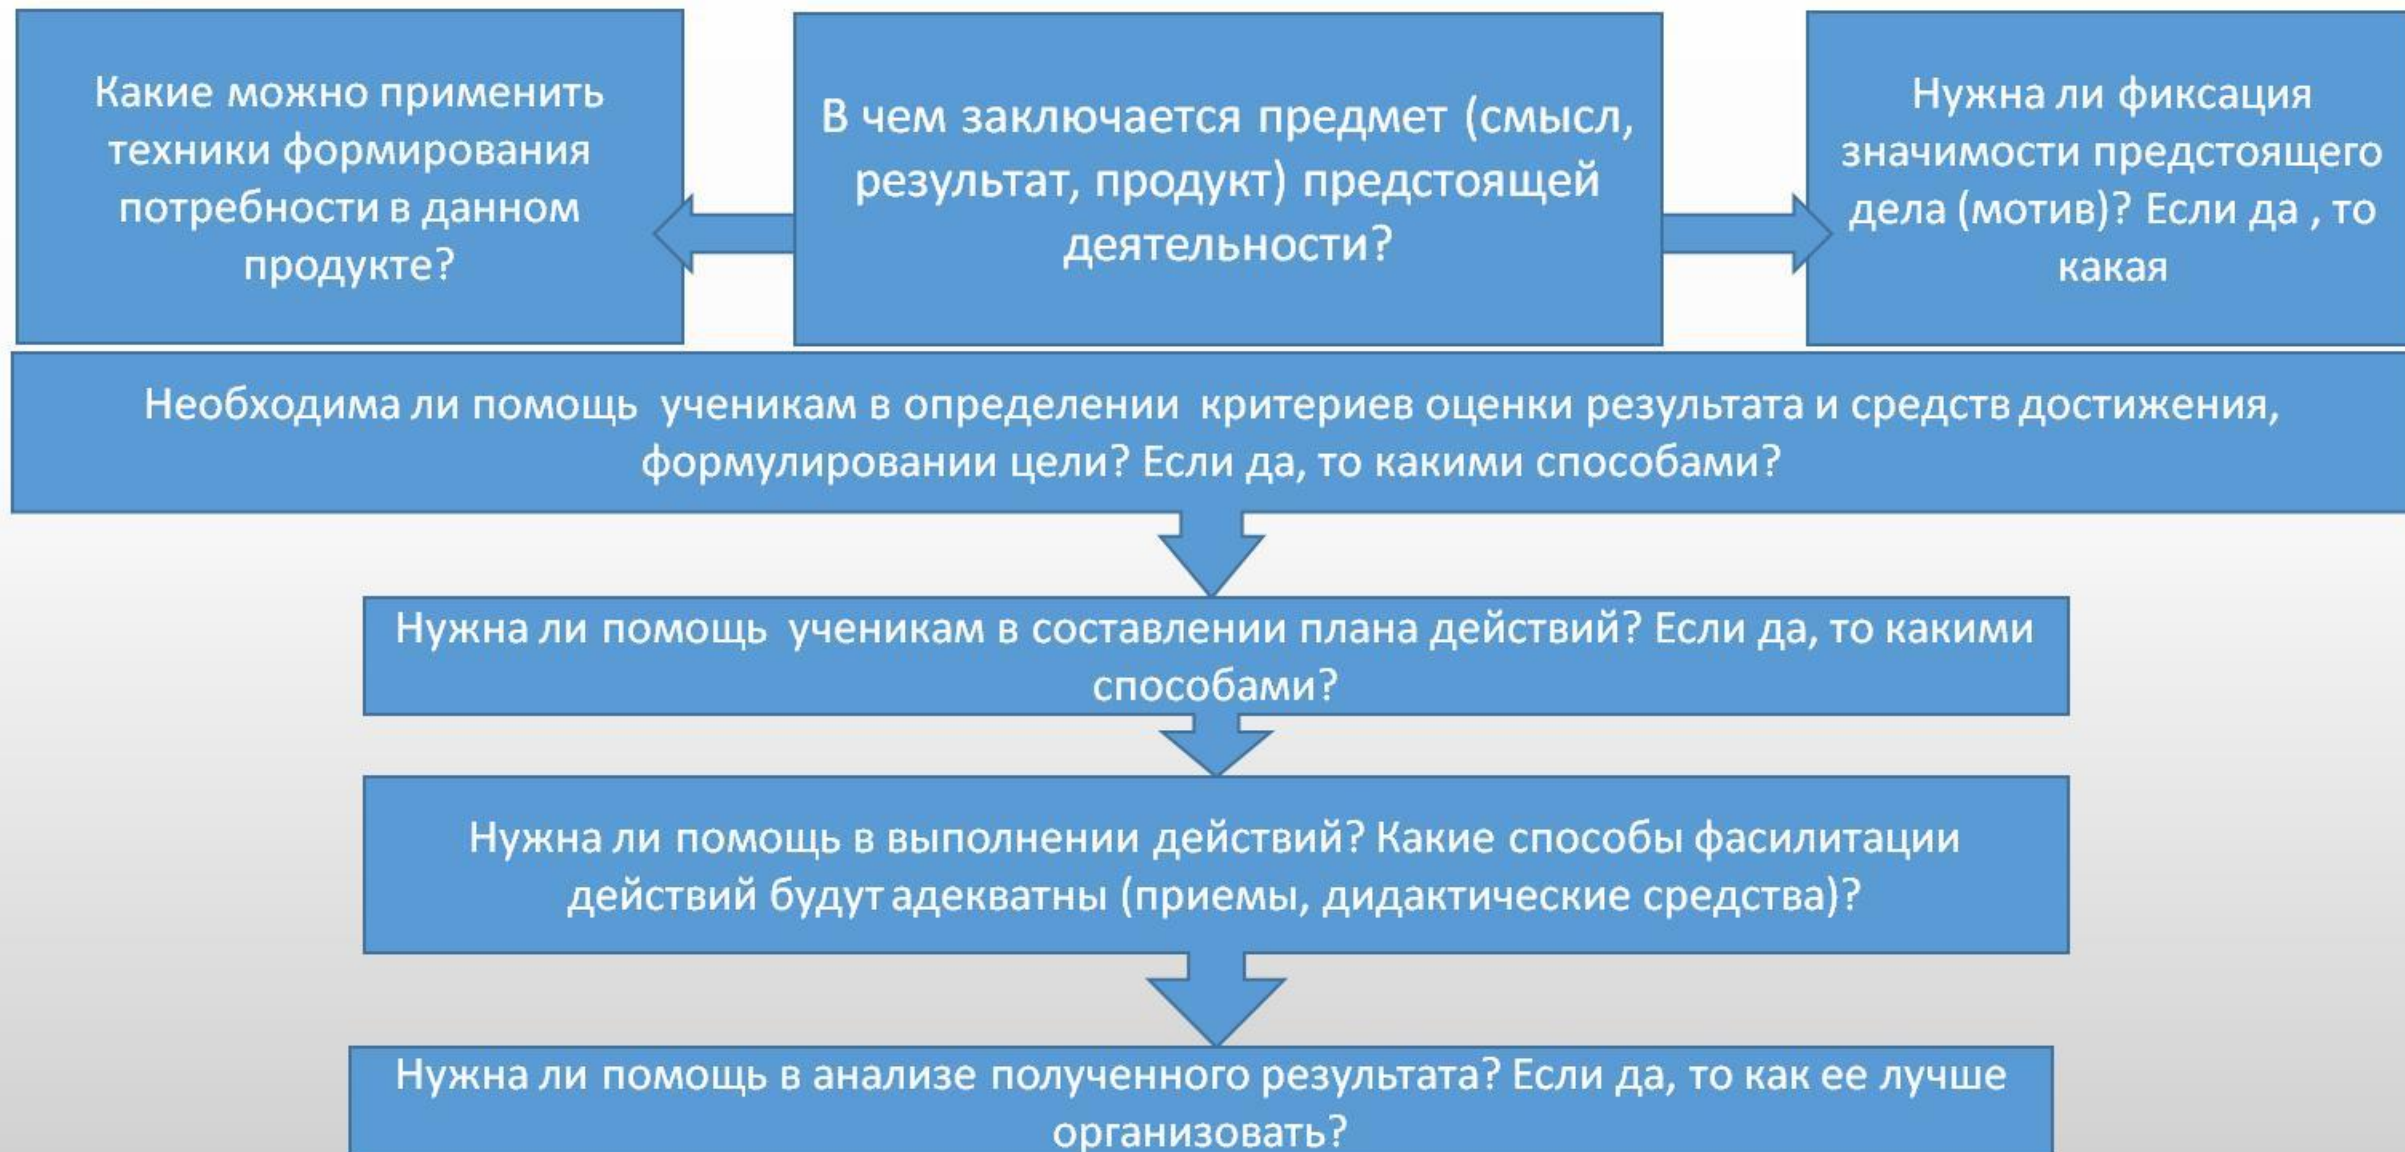 Какие можно применить
техники формирования
потребности в данном
продукте?
В чем заключается предмет (смысл,
результат, продукт) предстоящей
деятельности?
Нужна ли фиксация
значимости предстоящего
дела (мотив)? Если да , то
какая
Необходима ли помощь  ученикам в определении  критериев оценки результата и средств достижения,
формулировании цели? Если да, то какими способами?
Нужна ли помощь  ученикам в составлении плана действий? Если да, то какими
способами?
Нужна ли помощь в выполнении действий? Какие способы фасилитации
действий будут адекватны (приемы, дидактические средства)?
Нужна ли помощь в анализе полученного результата? Если да, то как ее лучше
организовать?